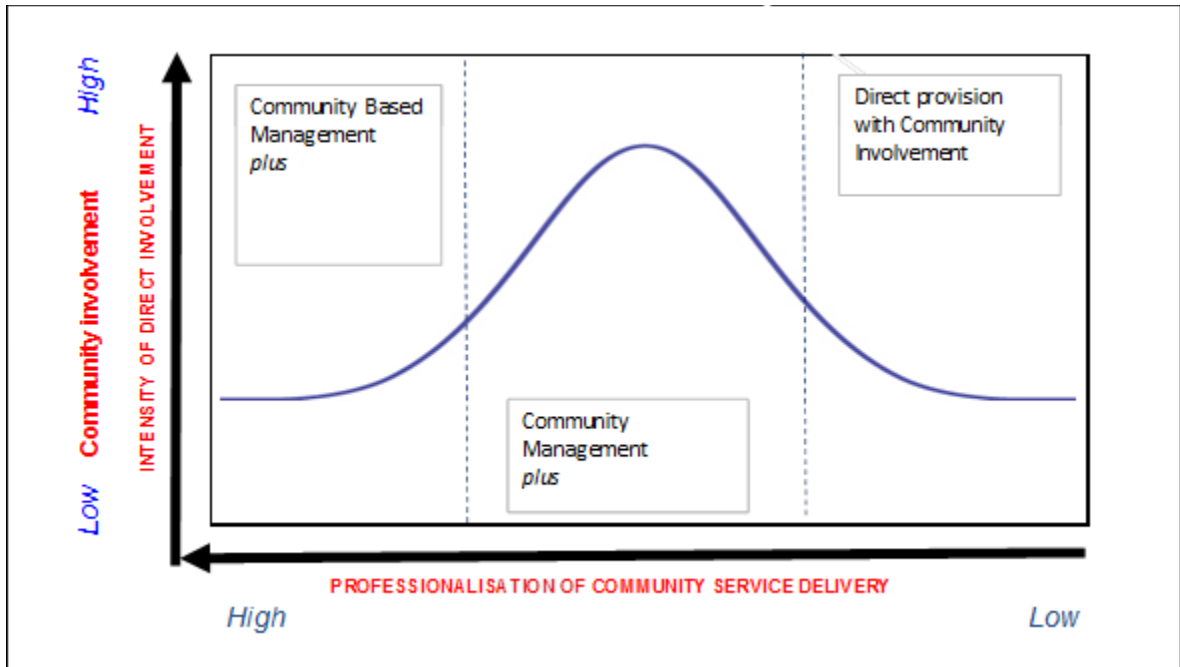 High
Community involvement
Low
INTENSITY OF DIRECT INVOLVEMENT
Community Based
Management
plus
Direct provision
with Community
Involvement
Community
Management
plus
PROFESSIONALISATION OF COMMUNITY SERVICE DELIVERY
High
Low